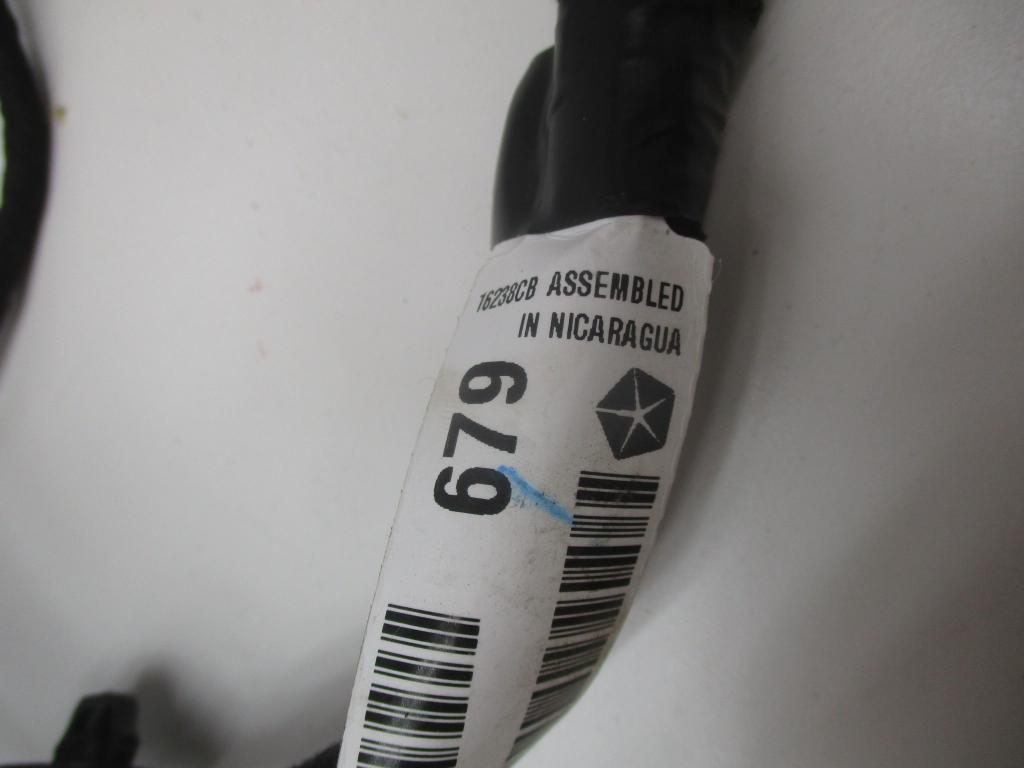 16238CB ASSEMBLED
IN NICARAGUA
679